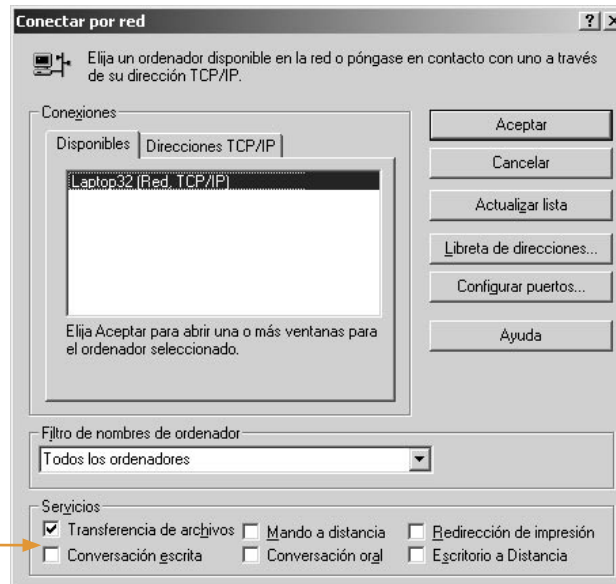 Conectar por red
Elija un ordenador disponible en la red o póngase en contacto con uno a través
de su dirección TCP/IP.
Conexiones
Disponibles
Direcciones TCP/IP
Laptop32 (Red, TCP/IP)
Elija Aceptar para abrir una o más ventanas para
el ordenador seleccionado.
Aceptar
Cancelar
Actualizar lista
Libreta de direcciones...
Configurar puertos...
Ayuda
Filtro de nombres de ordenador
Todos los ordenadores
Servicios
Transferencia de archivos
Mando a distancia
Redirección de impresión
Conversación escrita
Conversación oral
Escritorio a Distancia